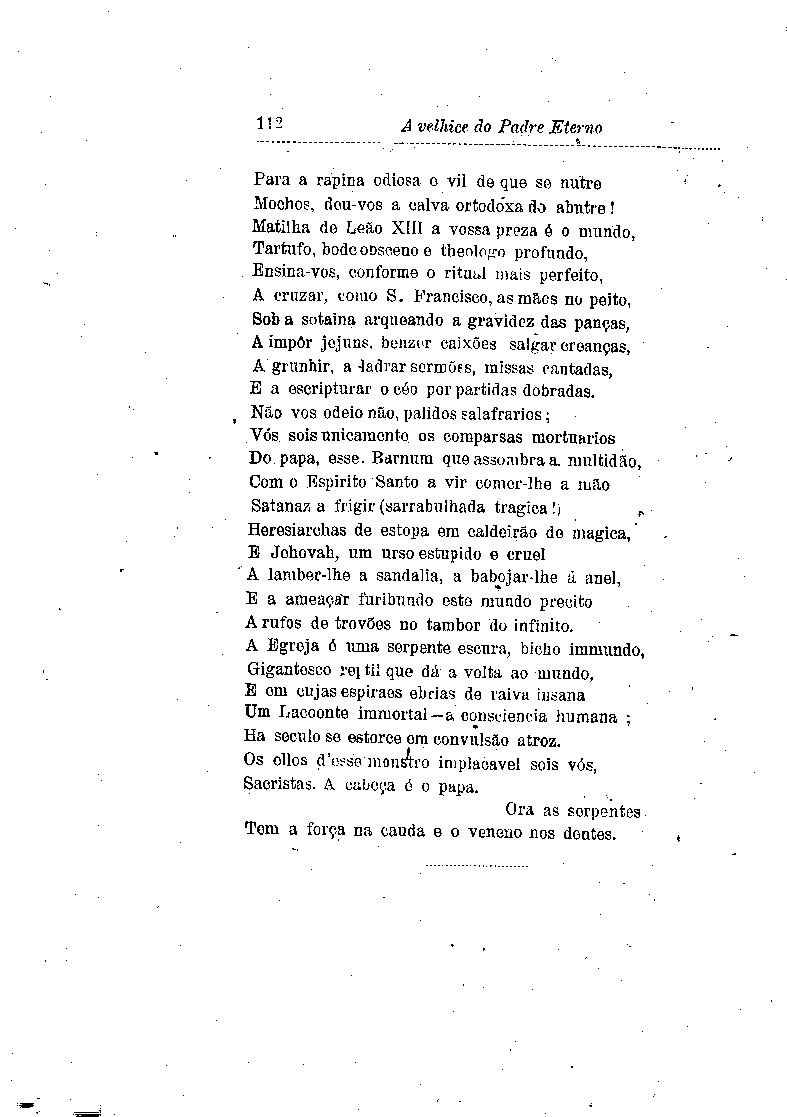 112 A velhice do Padre Eterno
Para a rapina odiosa e vil de que se nutre
Mochos, deu-vos a calva ortodóxa do abutre!
Matilha de Leão XIII a vossa preza é o mundo,
Tartufo, bode obsceno e theologo profundo,
Ensina-vos, conforme o ritual mais perfeito,
A cruzar, como S. Francisco, as mãos no peito,
Sob a sotaina arqueando a gravidez das panças,
A impôr jejuns, benzer caixões salgar creanças,
A grunhir, a ladrar sermões, missas cantadas,
E a escripturar o céo por partidas dobradas.
Não vos odeio não, palidos salafrarios;
Vós sois unicamente os comparsas mortuarios
Do papa, esse Barnum que assombra a multidão,
Com o Espirito Santo a vir comer-lhe a mão
Satanaz a frigir (sarrabulhada tragica!)
Heresiarchas de estopa em caldeirão de magica,
E Jehovah, um urso estupido e cruel
A lamber-lhe a sandalia, a babojar-lhe á anel,
E a ameaçar furibundo este mundo precito
A rufos de trovões no tambor do infinito.
A Egreja é uma serpente escura, bicho immundo,
Gigantesco reptil que dá a volta ao mundo,
E em cujas espiraes ebrias de raiva insana
Um Lacoonte immortal—a consciencia humana ;
Ha seculo se estorce em convulsão atroz.
Os ollos d'esse monstro implacavel sois vós,
Sacristas. A cabeça é o papa.
Ora as serpentes
Tem a força na cauda e o veneno nos dentes.